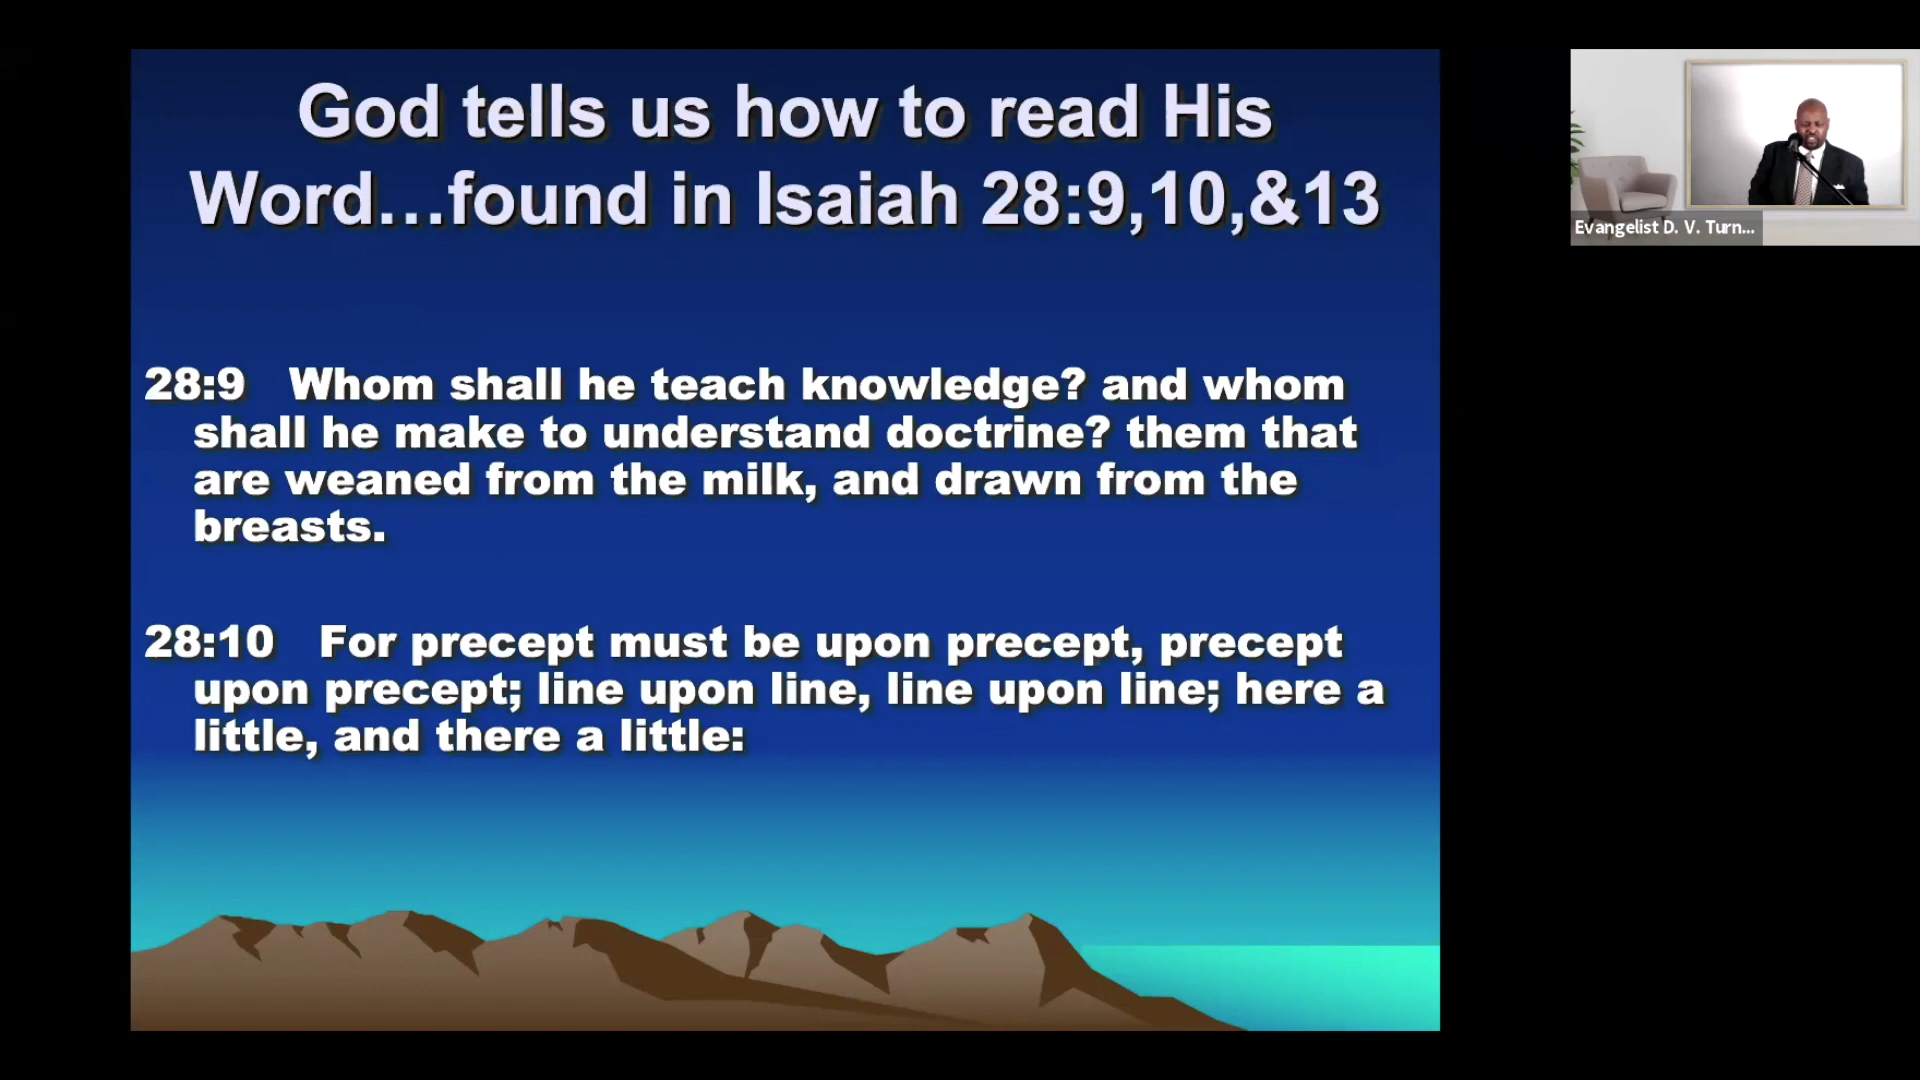 God tells us how to read His
Word...found in Isaiah 28:9,10,&13
28:9 Whom shall he teach knowledge? and whom
shall he make to understand doctrine? them that
are weaned from the milk, and drawn from the
breasts.
28:10 For precept must be upon precept, precept
upon precept; line upon line, line upon line; here a
little, and there a little:
Evangelist D. V. Turn...